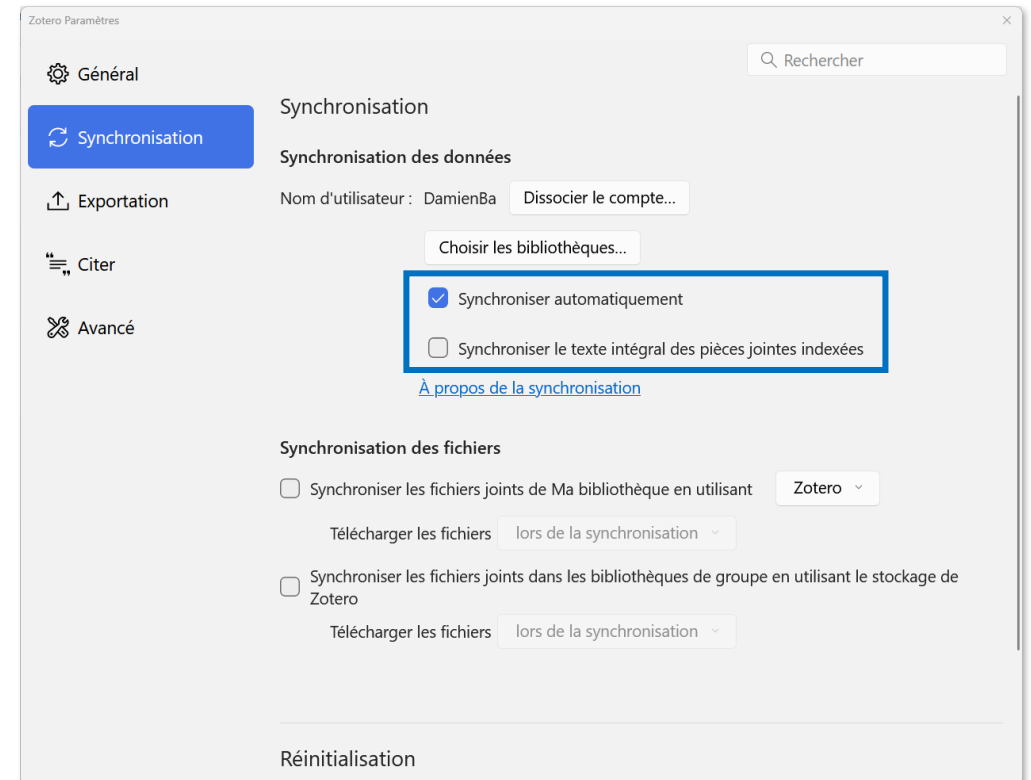 Zotero Paramètres
Rechercher
Général
Synchronisation
Exportation
Citer
Avancé
Synchronisation
Synchronisation des données
Nom d'utilisateur : DamienBa Dissocier le compte...
Choisir les bibliothèques...
Synchroniser automatiquement
Synchroniser le texte intégral des pièces jointes indexées
À propos de la synchronisation
Synchronisation des fichiers
Synchroniser les fichiers joints de Ma bibliothèque en utilisant Zotero
Télécharger les fichiers lors de la synchronisation
Synchroniser les fichiers joints dans les bibliothèques de groupe en utilisant le stockage de
Zotero
Télécharger les fichiers lors de la synchronisation
Réinitialisation